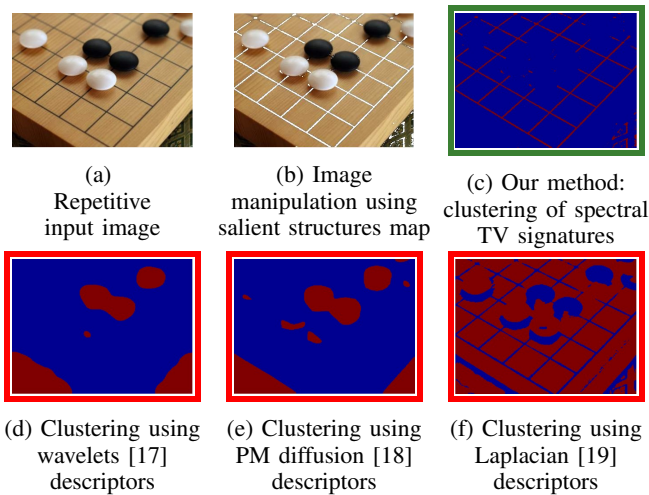 (a)
Repetitive
input image
(b) Image
manipulation using
salient structures map
(c) Our method:
clustering of spectral
TV signatures
(d) Clustering using
wavelets [17]
descriptors
(e) Clustering using
PM diffusion [18]
descriptors
(f) Clustering using
Laplacian [19]
descriptors